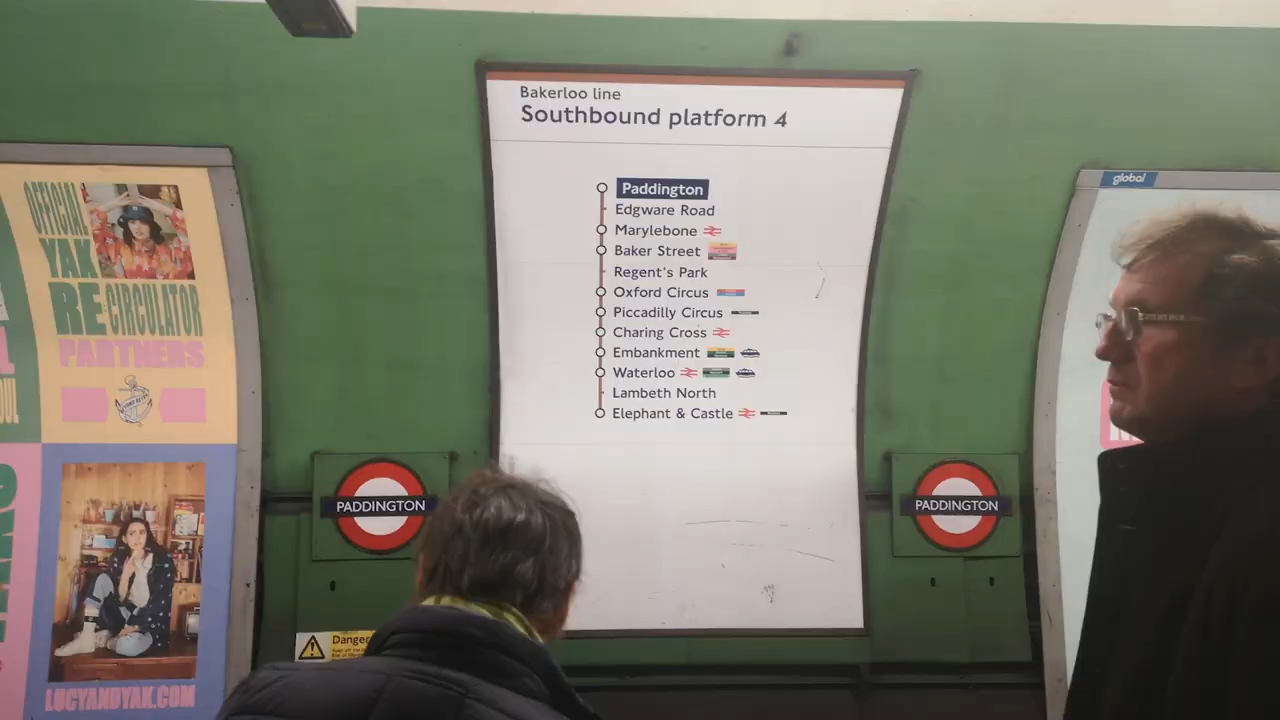 Bakerloo line
Southbound platform 4
Paddington
Edgware Road
Marylebone
Baker Street
Regent's Park
Oxford Circus
Piccadilly Circus
Charing Cross
Embankment
Waterloo
Lambeth North
Elephant & Castle
OFFICIAL
YAK
RE CIRCULATOR
PARTNERS
LUCYANDYAK.COM
PADDINGTON
Danger
PADDINGTON
global